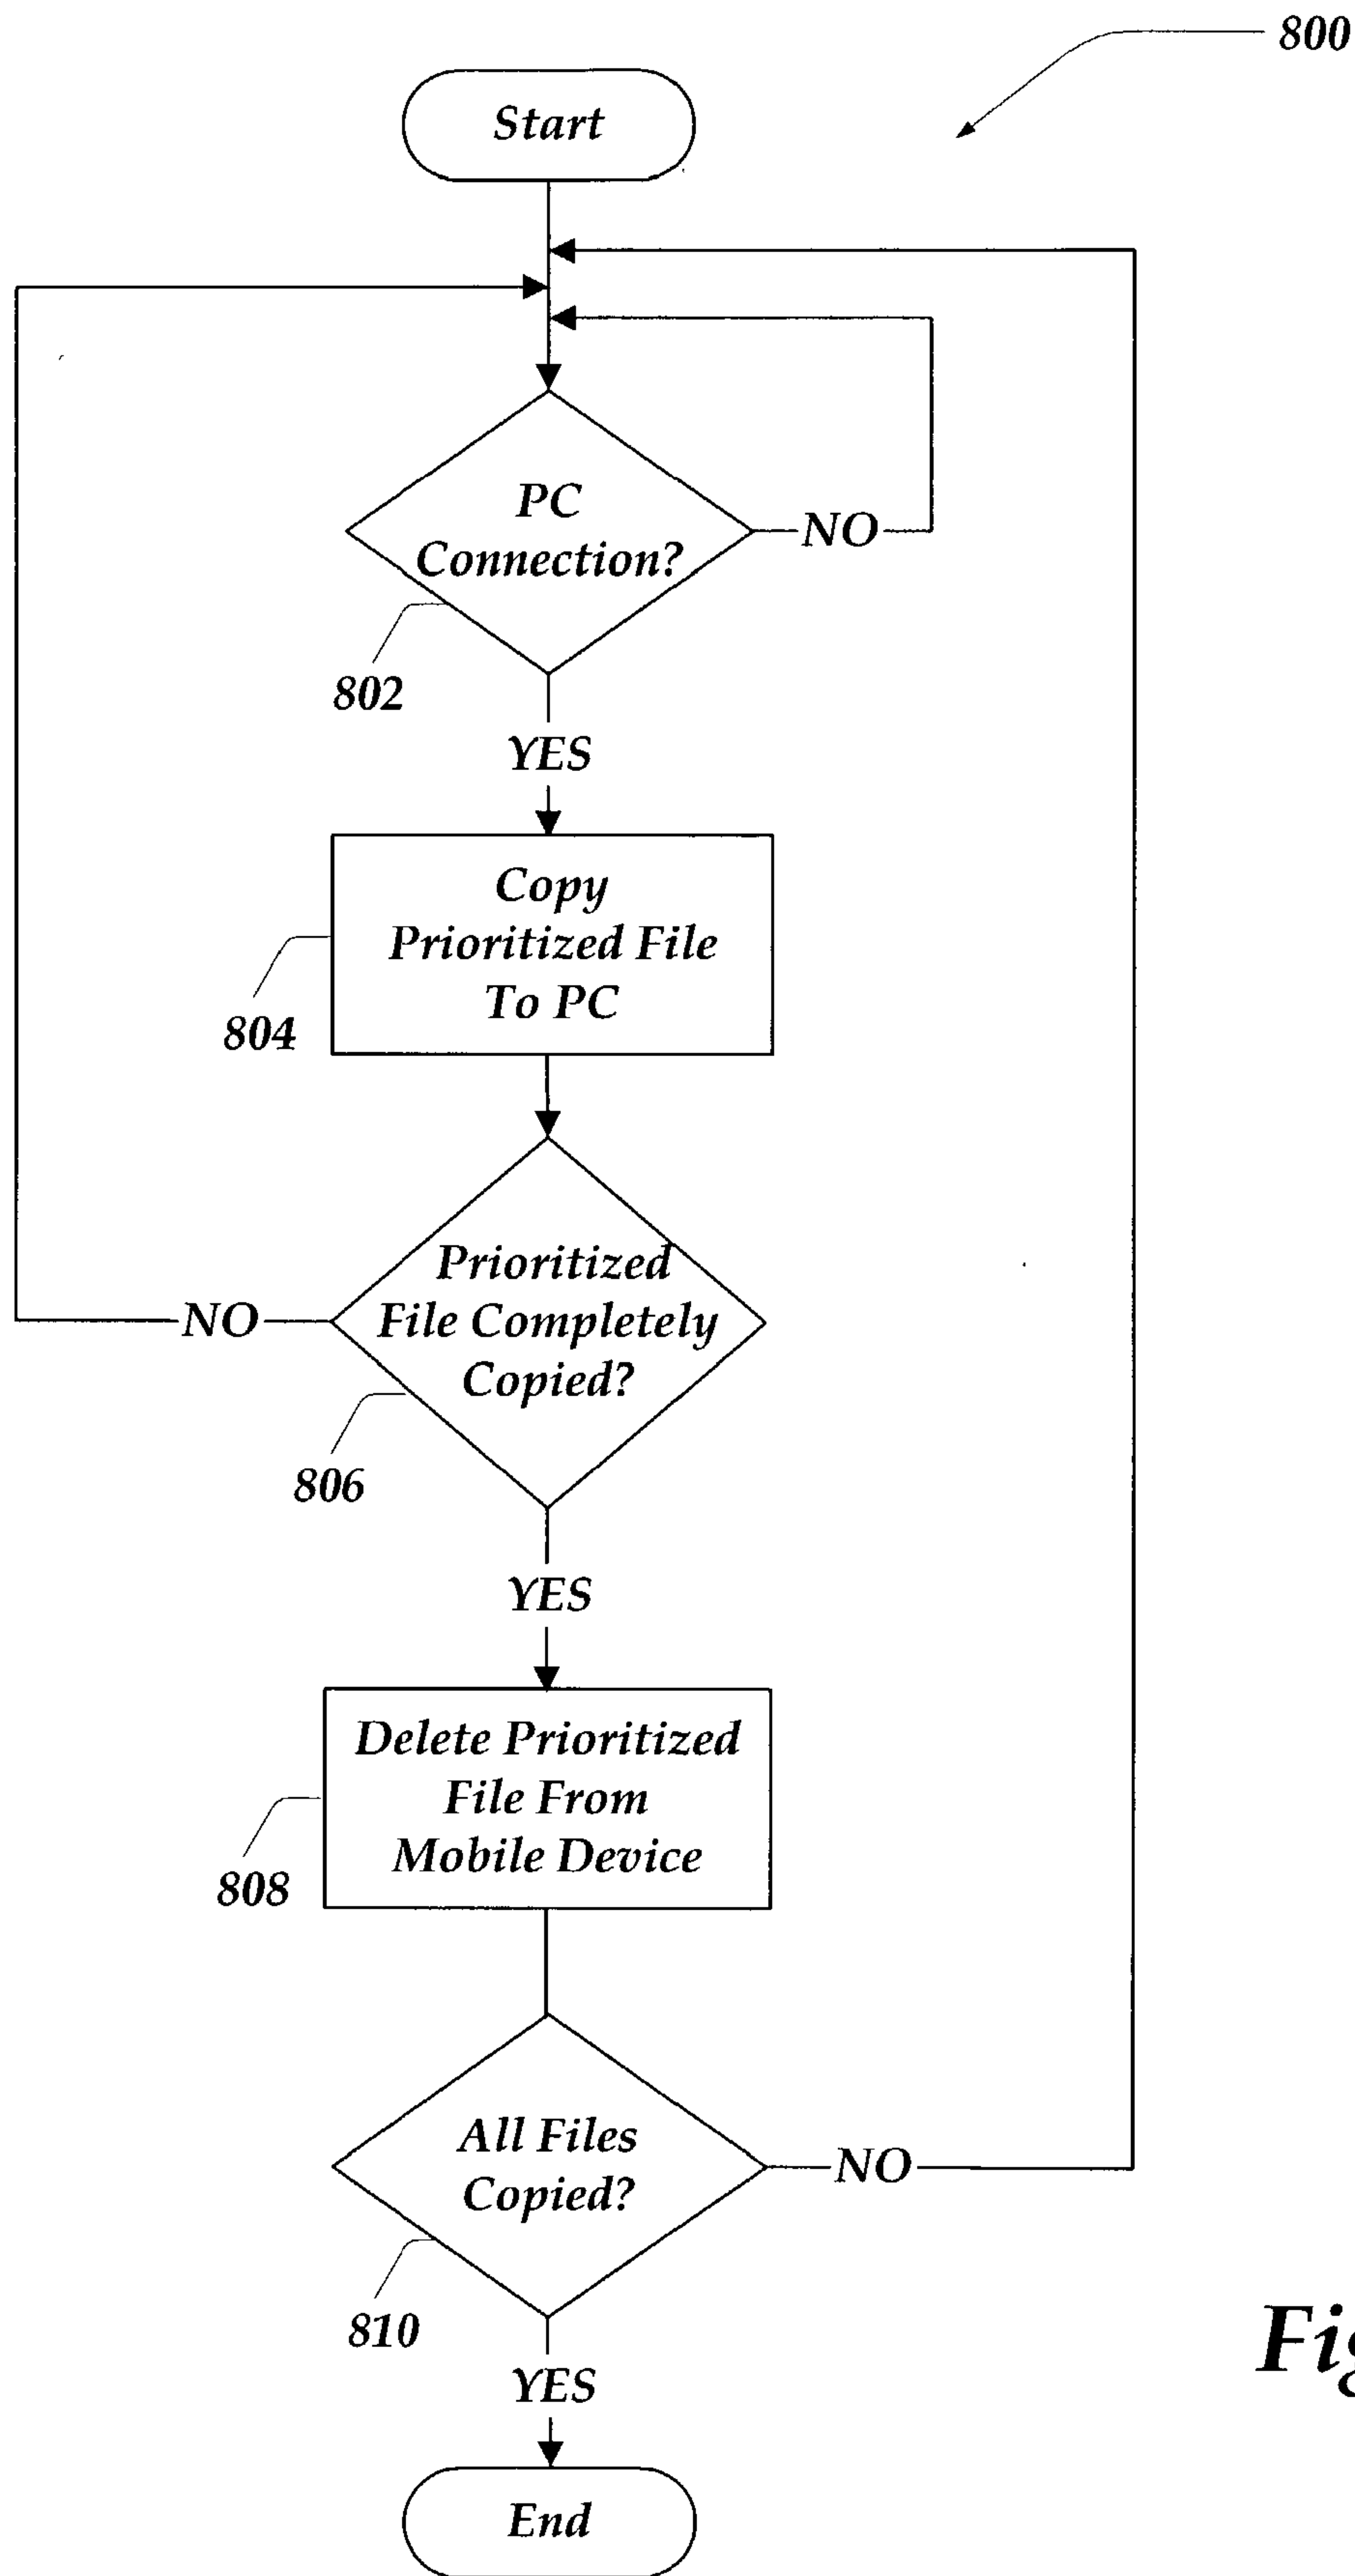 800
Start
PC
Connection?
NO
802
YES
Copy
Prioritized File
To PC
804
Prioritized
File Completely
Copied?
NO
806
YES
Delete Prioritized
File From
Mobile Device
808
All Files
Copied?
NO
810
YES
End